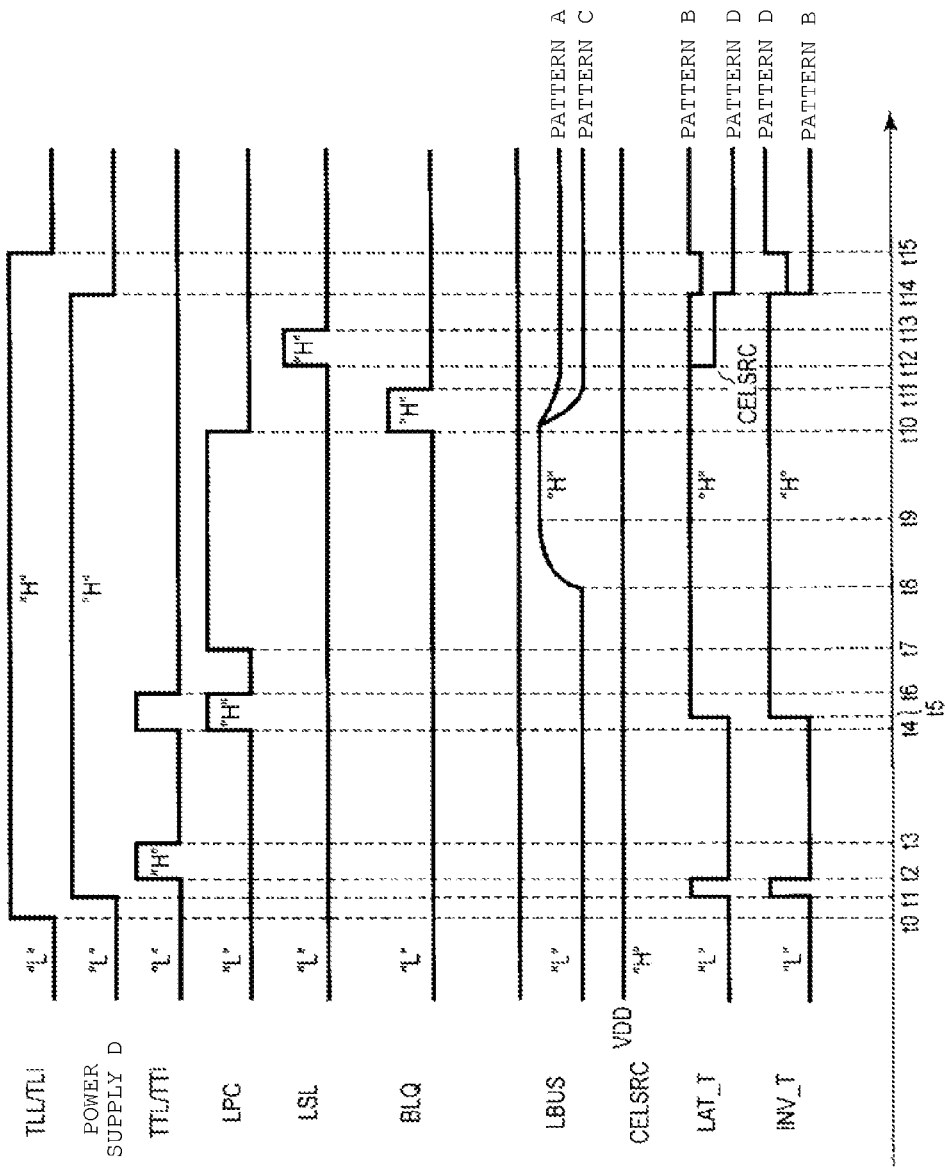 TLL/TLI "L" "H"
POWER SUPPLY D "L" "H"
TTL/TTI "L" "H"
LPC "L" "H"
LSL "L" "H"
BLQ "L" "H"
LBUS "L" "H" PATTERN A
PATTERN C
CELSRC VDD "H"
LAT_T "L" "H" PATTERN B
CELSRC PATTERN D
INV_T "L" "H" PATTERN D
PATTERN B
t0 t1 t2 t3 t4 t5 t6 t7 t8 t9 t10 t11 t12 t13 t14 t15